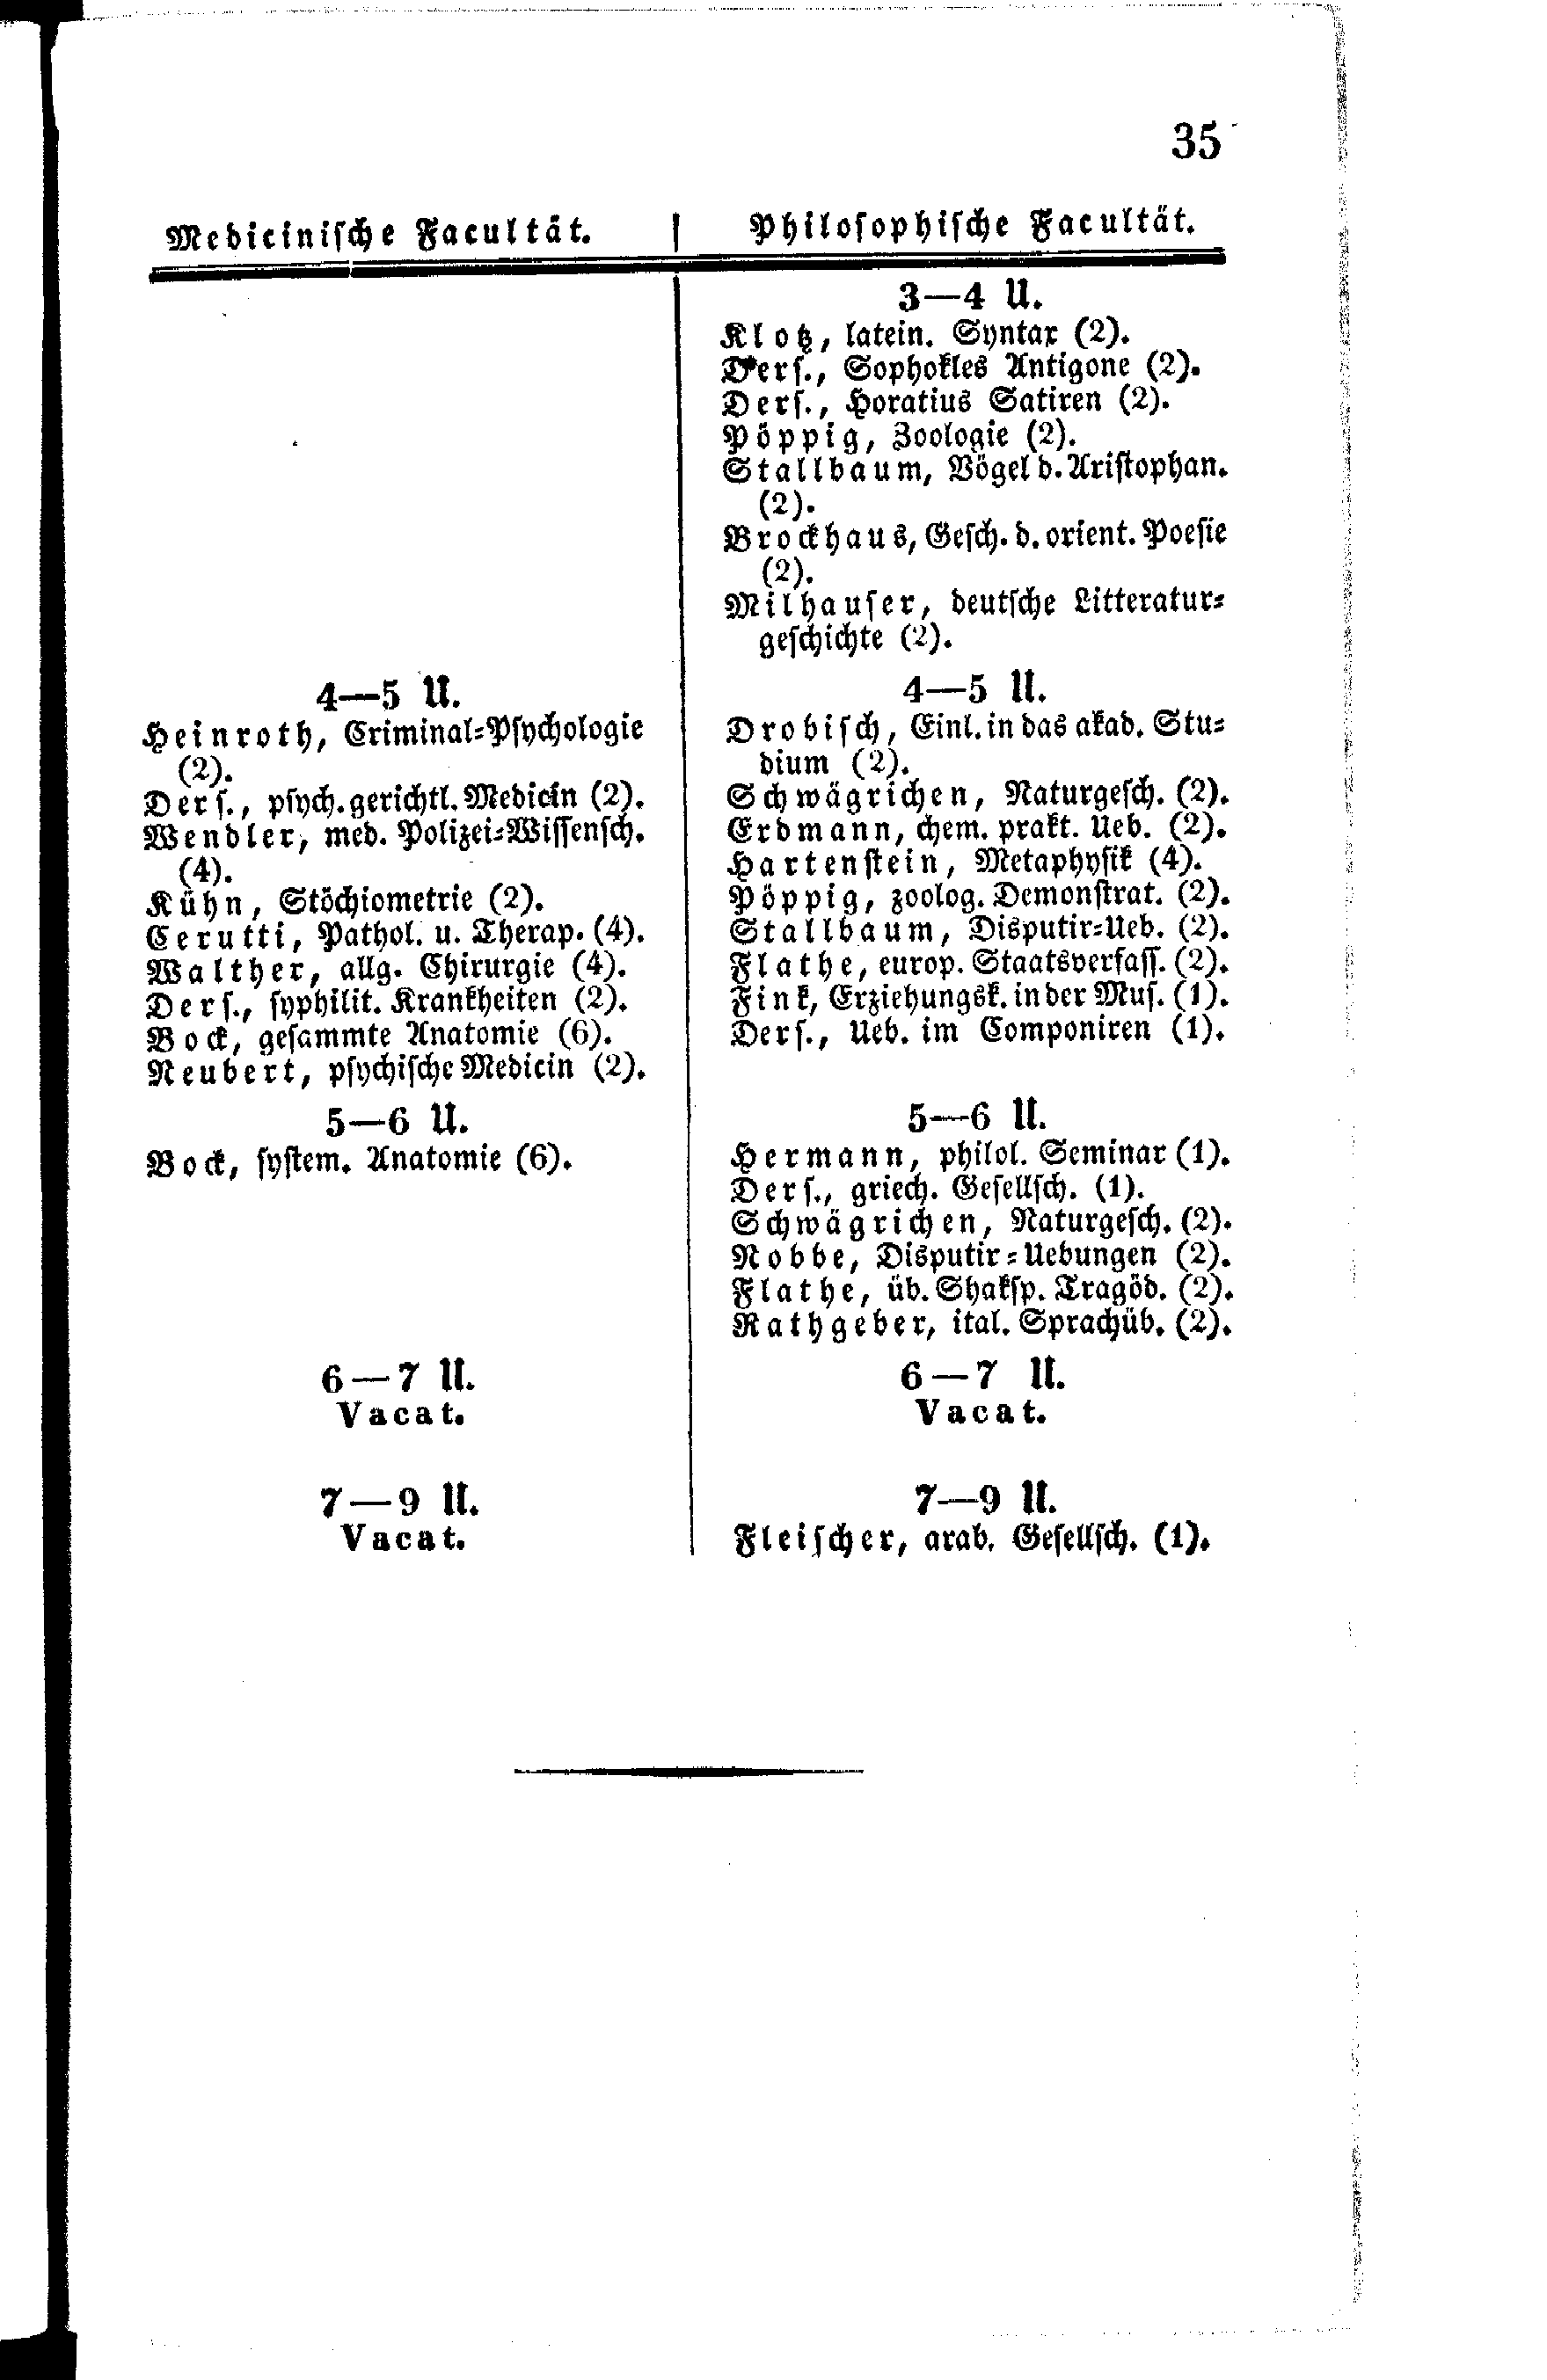 35
Medicinische Facultät.
4—5 U.
Heinroth, Criminal-Psychologie
(2).
Ders., psych. gerichtl. Medicin (2).
Wendler, med. Polizei-Wissensch.
(4).
Kühn, Stöchiometrie (2).
Cerutti, Pathol. u. Therap. (4).
Walther, allg. Chirurgie (4).
Ders., syphilit. Krankheiten (2).
Bock, gesammte Anatomie (6).
Neubert, psychische Medicin (2).
5—6 U.
Bock, system. Anatomie (6).
6—7 U.
Vacat.
7—9 U.
Vacat.
Philosophische Facultät.
3—4 U.
Klotz, latein. Syntax (2).
Ders., Sophokles Antigone (2).
Ders., Horatius Satiren (2).
Pöppig, Zoologie (2).
Stallbaum, Vögel d. Aristophan.
(2).
Brockhaus, Gesch. d. orient. Poesie
(2).
Milhauser, deutsche Litteratur-
geschichte (2).
4—5 U.
Drobisch, Einl. in das akad. Stu-
dium (2).
Schwägrichen, Naturgesch. (2).
Erdmann, chem. prakt. Ueb. (2).
Hartenstein, Metaphysik (4).
Pöppig, zoolog. Demonstrat. (2).
Stallbaum, Disputir-Ueb. (2).
Flathe, europ. Staatsverfass. (2).
Fink, Erziehungsk. in der Mus. (1).
Ders., Ueb. im Componiren (1).
5—6 U.
Hermann, philol. Seminar (1).
Ders., griech. Gesellsch. (1).
Schwägrichen, Naturgesch. (2).
Nobbe, Disputir-Uebungen (2).
Flathe, üb. Shaksp. Tragöd. (2).
Rathgeber, ital. Sprachüb. (2).
6—7 U.
Vacat.
7—9 U.
Fleischer, arab. Gesellsch. (1).